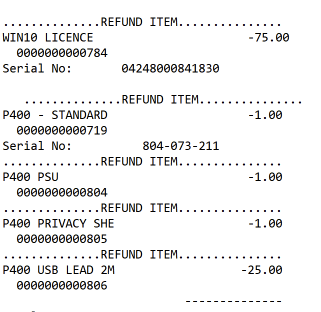 ..............REFUND ITEM...............
WIN10 LICENCE -75.00
0000000000784
Serial No: 04248000841830
..............REFUND ITEM...............
P400 - STANDARD -1.00
0000000000719
Serial No: 804-073-211
..............REFUND ITEM...............
P400 PSU -1.00
0000000000804
..............REFUND ITEM...............
P400 PRIVACY SHE -1.00
0000000000805
..............REFUND ITEM...............
P400 USB LEAD 2M -25.00
0000000000806
--------------